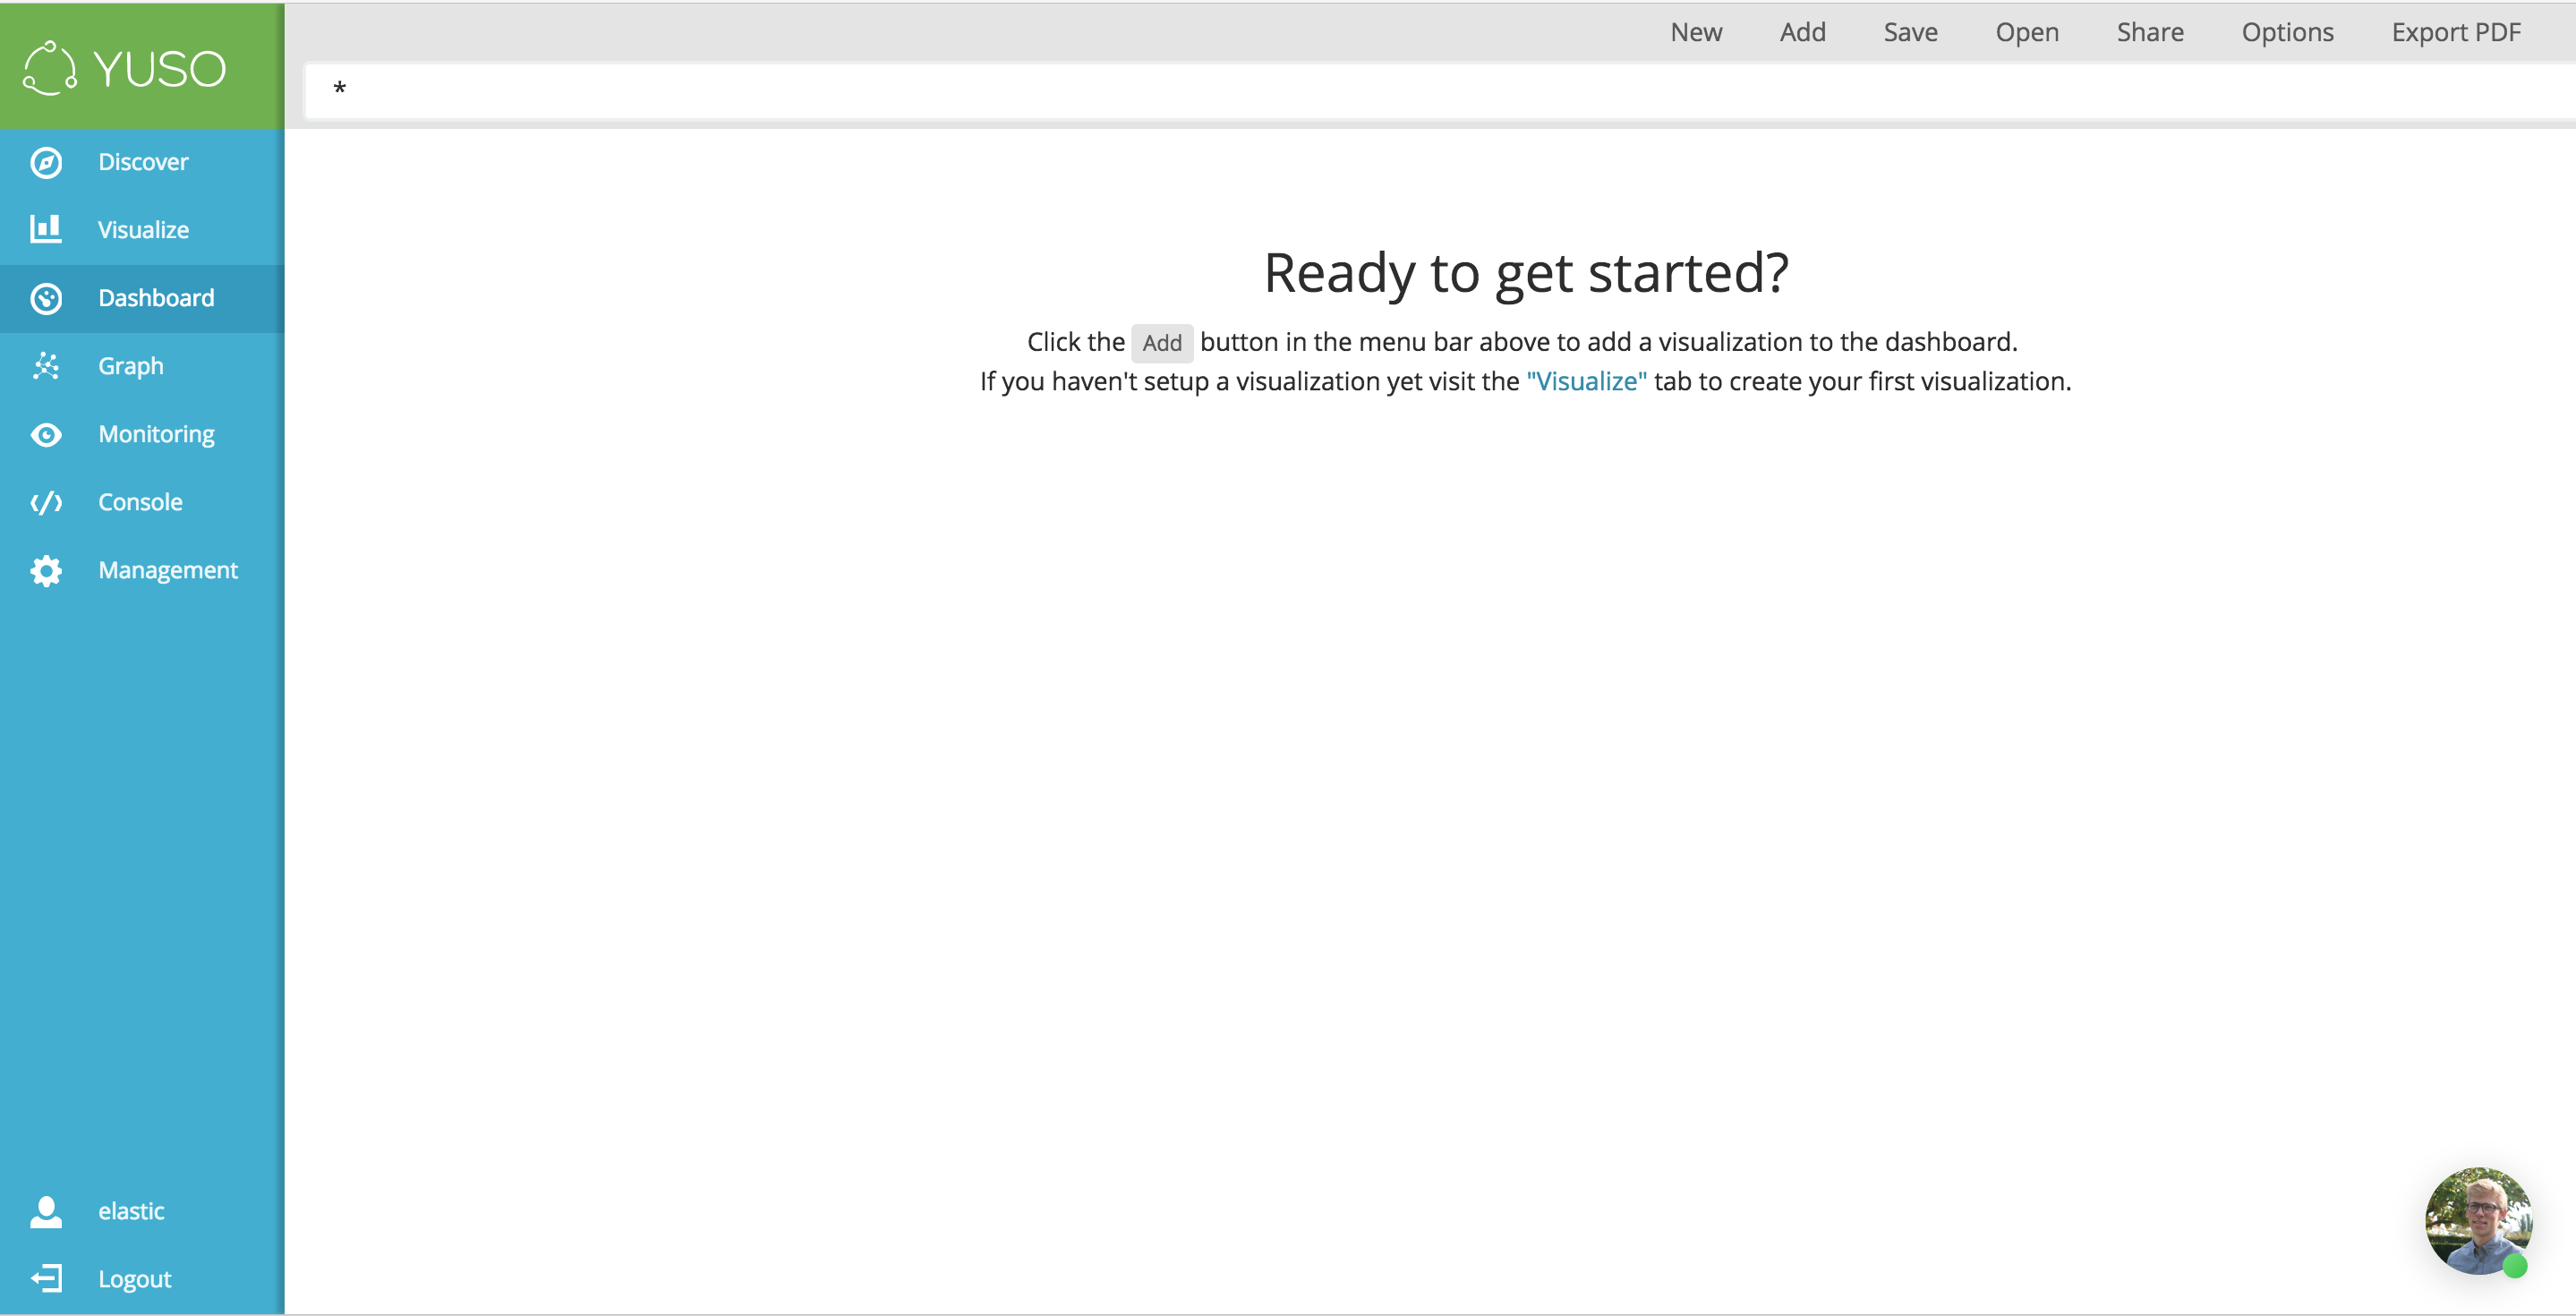 YUSO
New Add Save Open Share Options Export PDF
*
Discover
Visualize
Dashboard
Graph
Monitoring
Console
Management
Ready to get started?
Click the Add button in the menu bar above to add a visualization to the dashboard.
If you haven't setup a visualization yet visit the "Visualize" tab to create your first visualization.
elastic
Logout